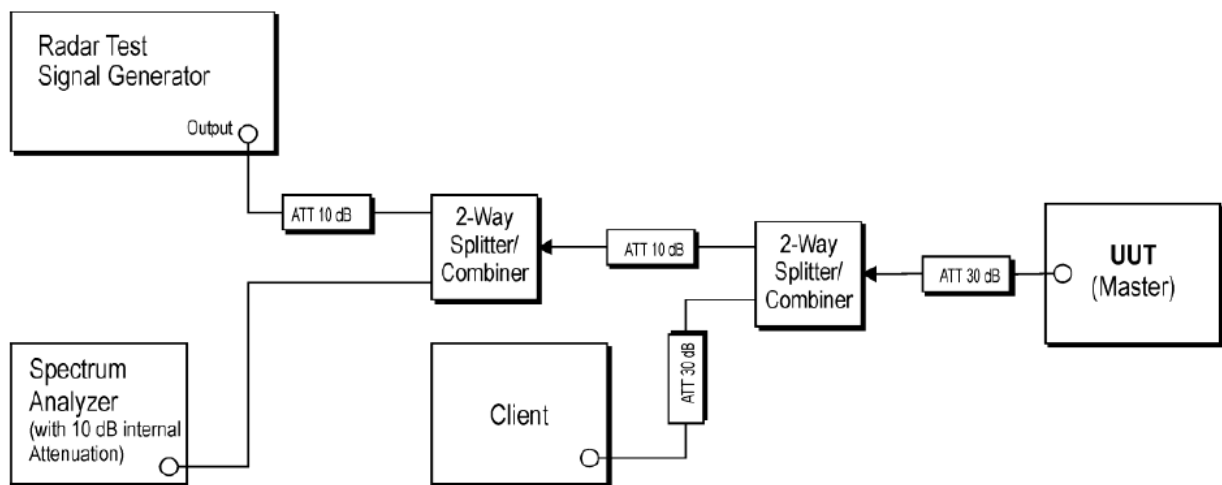 Radar Test
Signal Generator
Output
ATT 10 dB
2-Way
Splitter/
Combiner
ATT 10 dB
2-Way
Splitter/
Combiner
ATT 30 dB
UUT
(Master)
ATT 30 dB
Spectrum
Analyzer
(with 10 dB internal
Attenuation)
Client